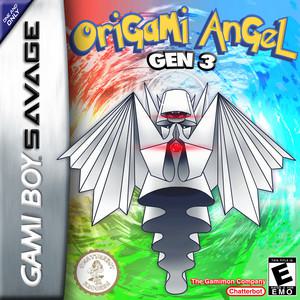 ORIGAMI ANGEL
GEN 3
GAMI BOY SAVAGE
The Gamimon Company
Chatterbot
E
EMO